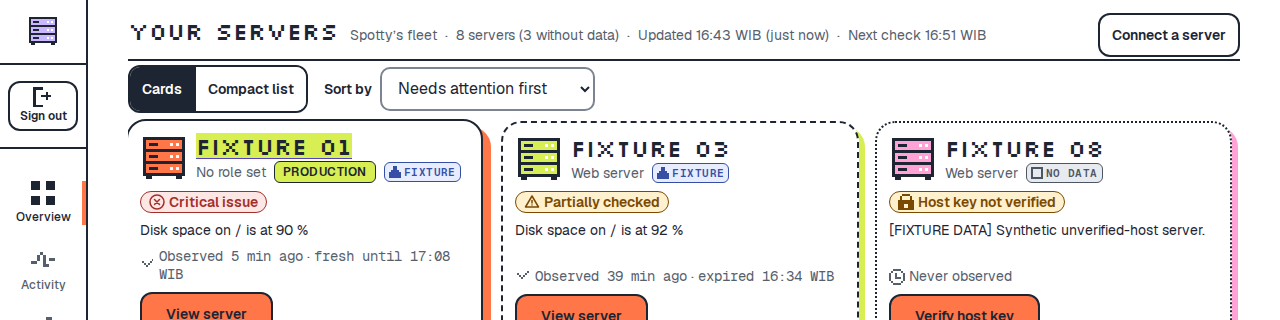 YOUR SERVERS Spotty's fleet · 8 servers (3 without data) · Updated 16:43 WIB (just now) · Next check 16:51 WIB
Connect a server
Sign out
Overview
Activity
Cards Compact list Sort by Needs attention first
FIXTURE 01
No role set PRODUCTION FIXTURE
Critical issue
Disk space on / is at 90 %
Observed 5 min ago · fresh until 17:08
WIB
View server
FIXTURE 03
Web server FIXTURE
Partially checked
Disk space on / is at 92 %
Observed 39 min ago · expired 16:34 WIB
View server
FIXTURE 08
Web server NO DATA
Host key not verified
[FIXTURE DATA] Synthetic unverified-host server.
Never observed
Verify host key